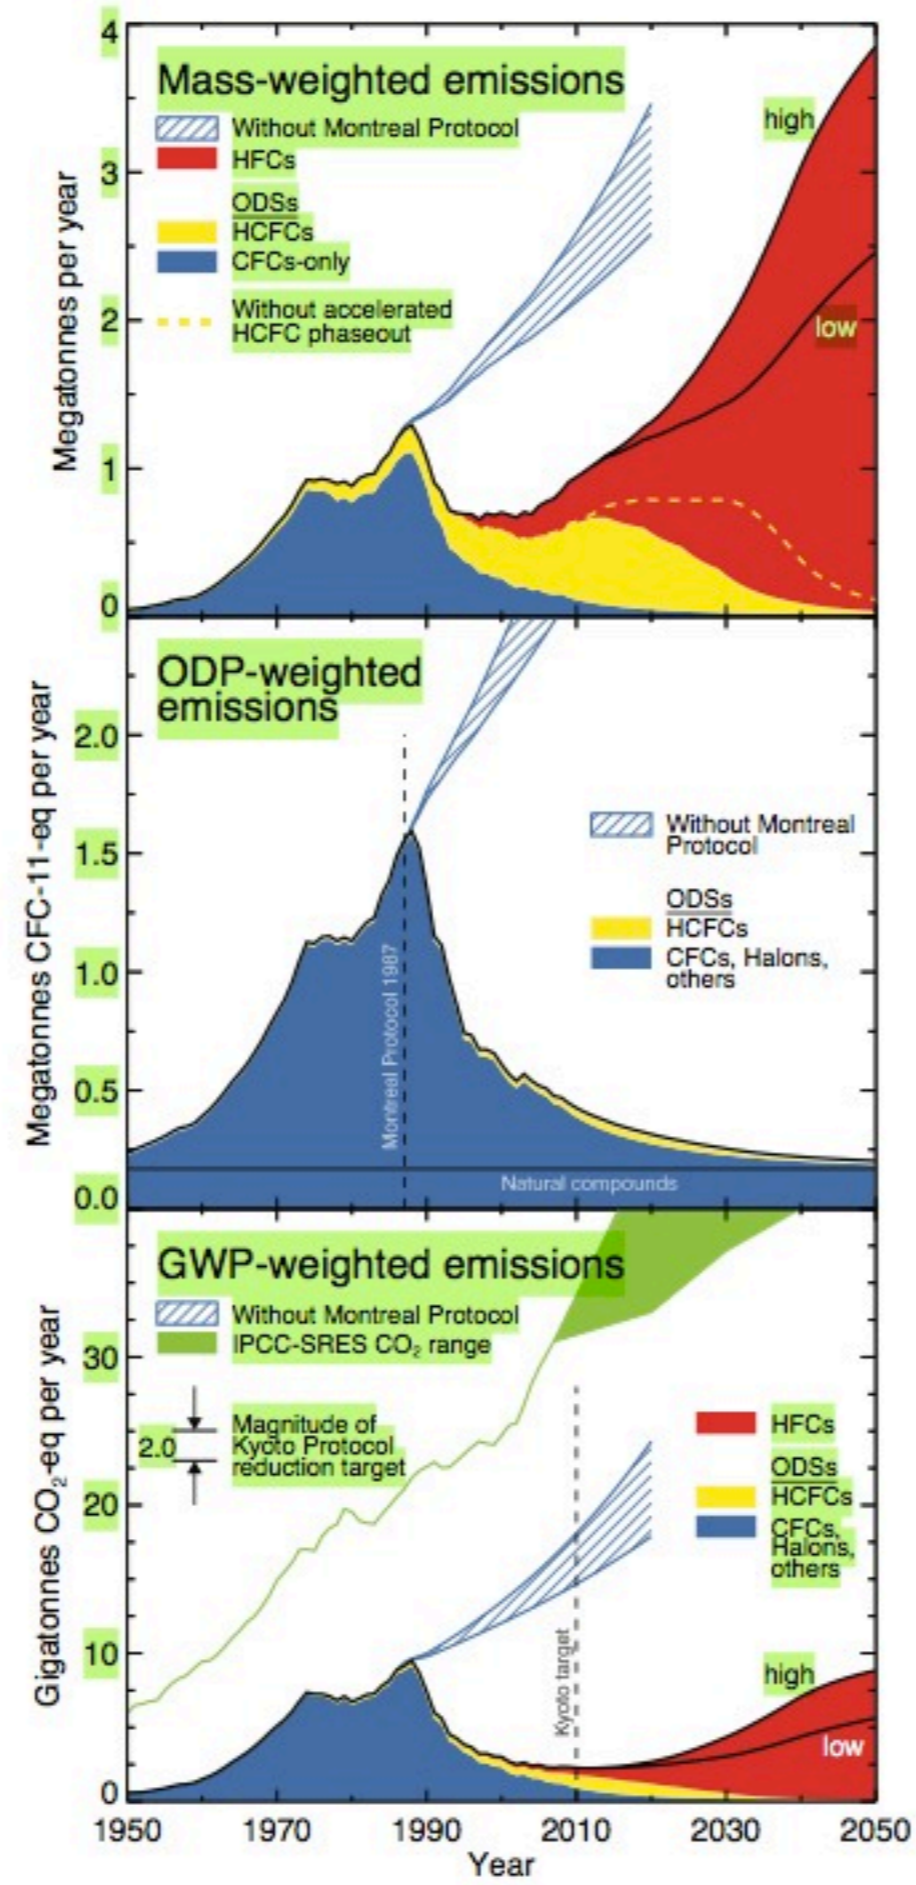 4
Mass-weighted emissions
Without Montreal Protocol
high
HFCs
3
ODSs
HCFCs
CFCs-only
Without accelerated
HCFC phaseout
2
low
Megatonnes per year
1
0
ODP-weighted
emissions
2.0
Without Montreal
Protocol
1.5
ODSs
HCFCs
CFCs, Halons,
others
Megatonnes CFC-11-eq per year
1.0
Montreal Protocol 1987
0.5
Natural compounds
0.0
GWP-weighted emissions
Without Montreal Protocol
IPCC-SRES CO₂ range
30
Magnitude of
2.0 Kyoto Protocol
reduction target
HFCs
ODSs
HCFCs
CFCs,
Halons,
others
20
Gigatonnes CO₂-eq per year
Kyoto target
10
high
low
0
1950 1970 1990 2010 2030 2050
Year